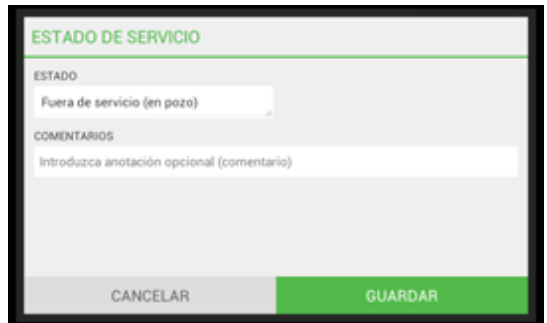 ESTADO DE SERVICIO
ESTADO
Fuera de servicio (en pozo)
COMENTARIOS
Introduzca anotación opcional (comentario)
CANCELAR
GUARDAR